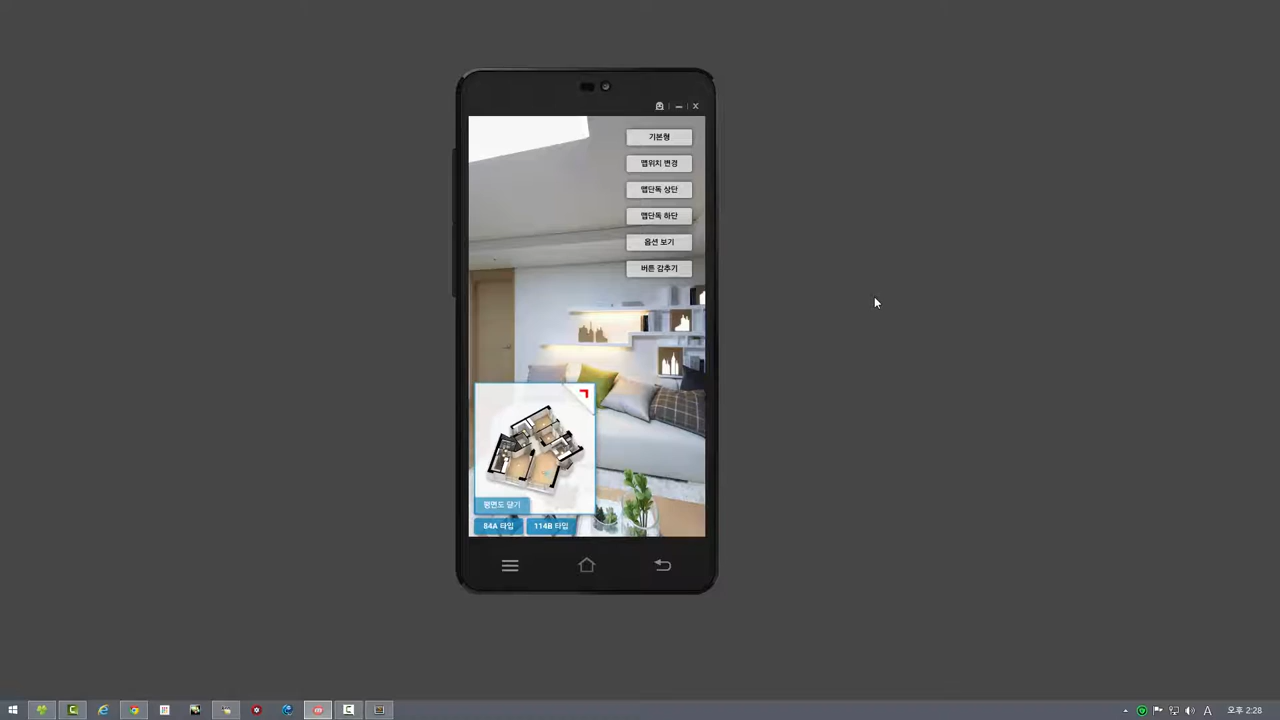 기본형
맵위치 변경
맵단독 상단
맵단독 하단
옵션 보기
버튼 감추기
평면도 닫기
84A 타입 114B 타입
A 오후 2:28